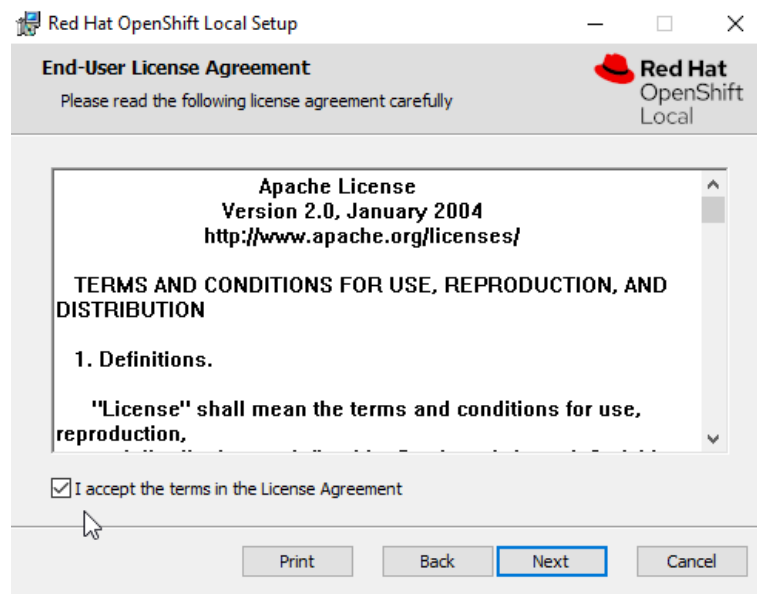 Red Hat OpenShift Local Setup
End-User License Agreement
Please read the following license agreement carefully
Red Hat
OpenShift
Local
Apache License
Version 2.0, January 2004
http://www.apache.org/licenses/
TERMS AND CONDITIONS FOR USE, REPRODUCTION, AND
DISTRIBUTION
1. Definitions.
"License" shall mean the terms and conditions for use,
reproduction,
I accept the terms in the License Agreement
Print
Back
Next
Cancel